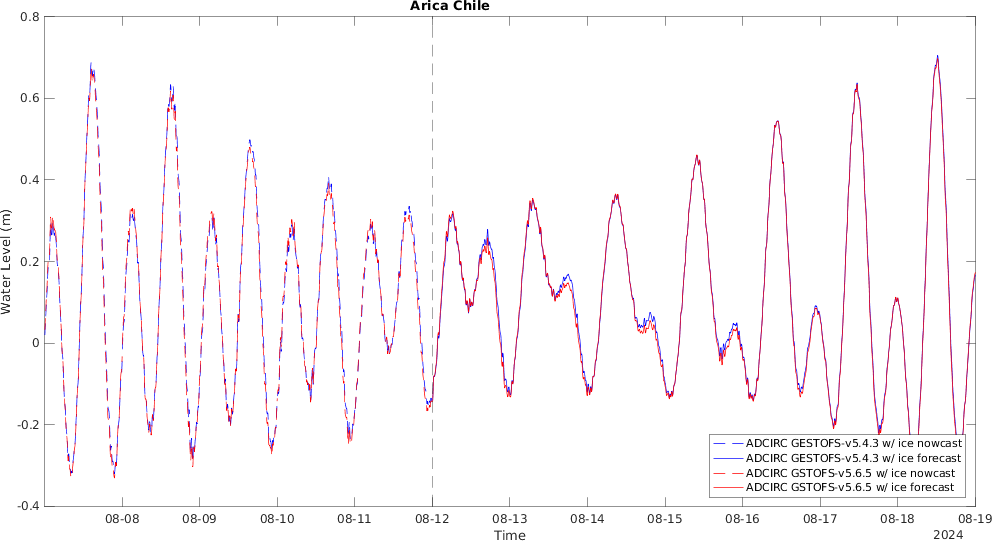 Arica Chile
Water Level (m)
0.8
0.6
0.4
0.2
0
-0.2
-0.4
08-08 08-09 08-10 08-11 08-12 08-13 08-14 08-15 08-16 08-17 08-18 08-19
Time
2024
ADCIRC GESTOFS-v5.4.3 w/ ice nowcast
ADCIRC GESTOFS-v5.4.3 w/ ice forecast
ADCIRC GSTOFS-v5.6.5 w/ ice nowcast
ADCIRC GSTOFS-v5.6.5 w/ ice forecast